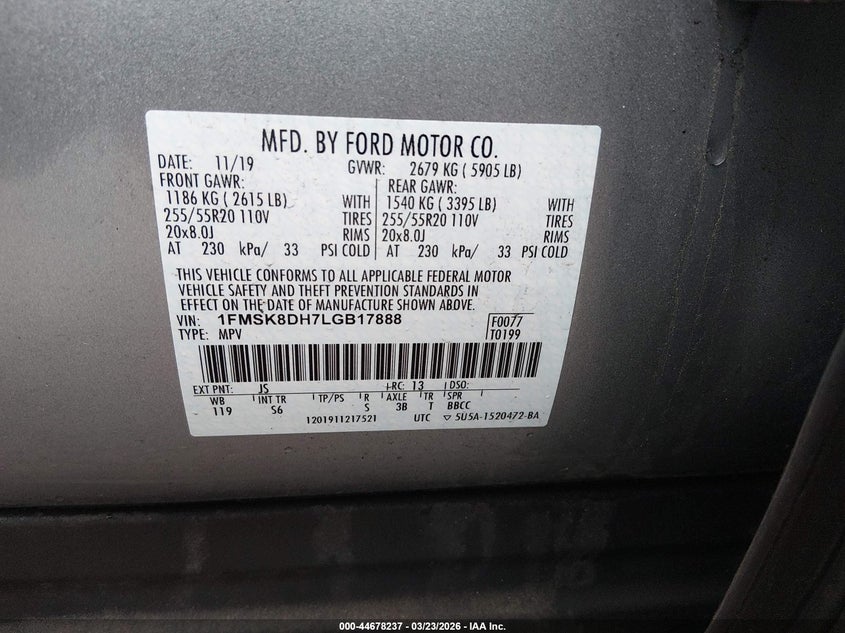 MFD. BY FORD MOTOR CO.
DATE: 11/19 GVWR: 2679 KG ( 5905 LB)
FRONT GAWR: REAR GAWR:
1186 KG ( 2615 LB) WITH 1540 KG ( 3395 LB) WITH
255/55R20 110V TIRES 255/55R20 110V TIRES
20x8.0J RIMS 20x8.0J RIMS
AT 230 kPa/ 33 PSI COLD AT 230 kPa/ 33 PSI COLD
THIS VEHICLE CONFORMS TO ALL APPLICABLE FEDERAL MOTOR
VEHICLE SAFETY AND THEFT PREVENTION STANDARDS IN
EFFECT ON THE DATE OF MANUFACTURE SHOWN ABOVE.
VIN: 1FMSK8DH7LGB17888 F0077
TYPE: MPV T0199
EXT PNT: JS RC: 13 DSO:
WB INT TR TP/PS R AXLE TR SPR
119 S6 S 3B T BBCC
1201911217521 UTC ▽ 5U5A-1520472-BA
000-44678237 - 03/23/2026 - IAA Inc.